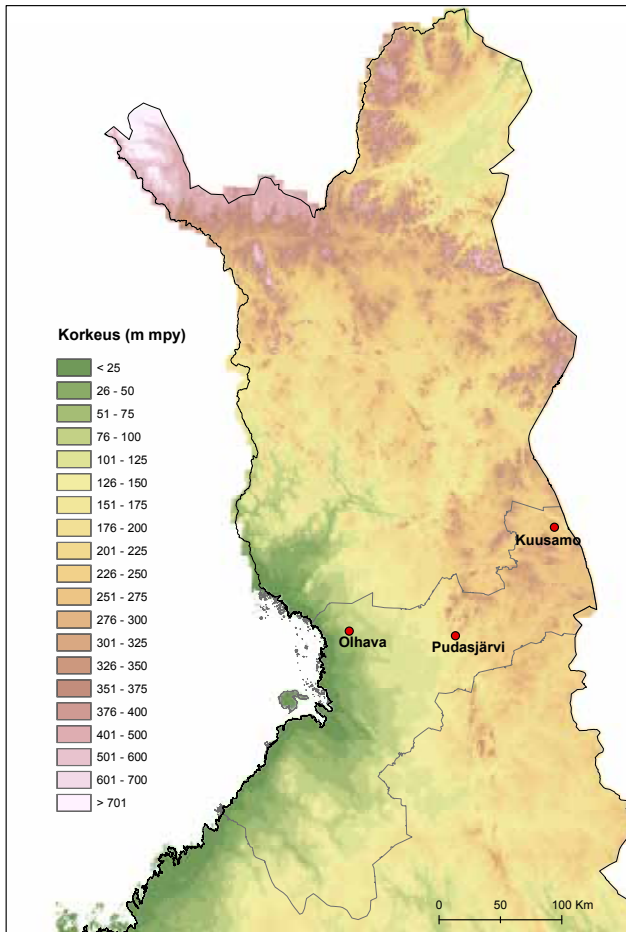 Korkeus (m mpy)
< 25
26 - 50
51 - 75
76 - 100
101 - 125
126 - 150
151 - 175
176 - 200
201 - 225
226 - 250
251 - 275
276 - 300
301 - 325
326 - 350
351 - 375
376 - 400
401 - 500
501 - 600
601 - 700
> 701
Kuusamo
Olhava
Pudasjärvi
0 50 100 Km